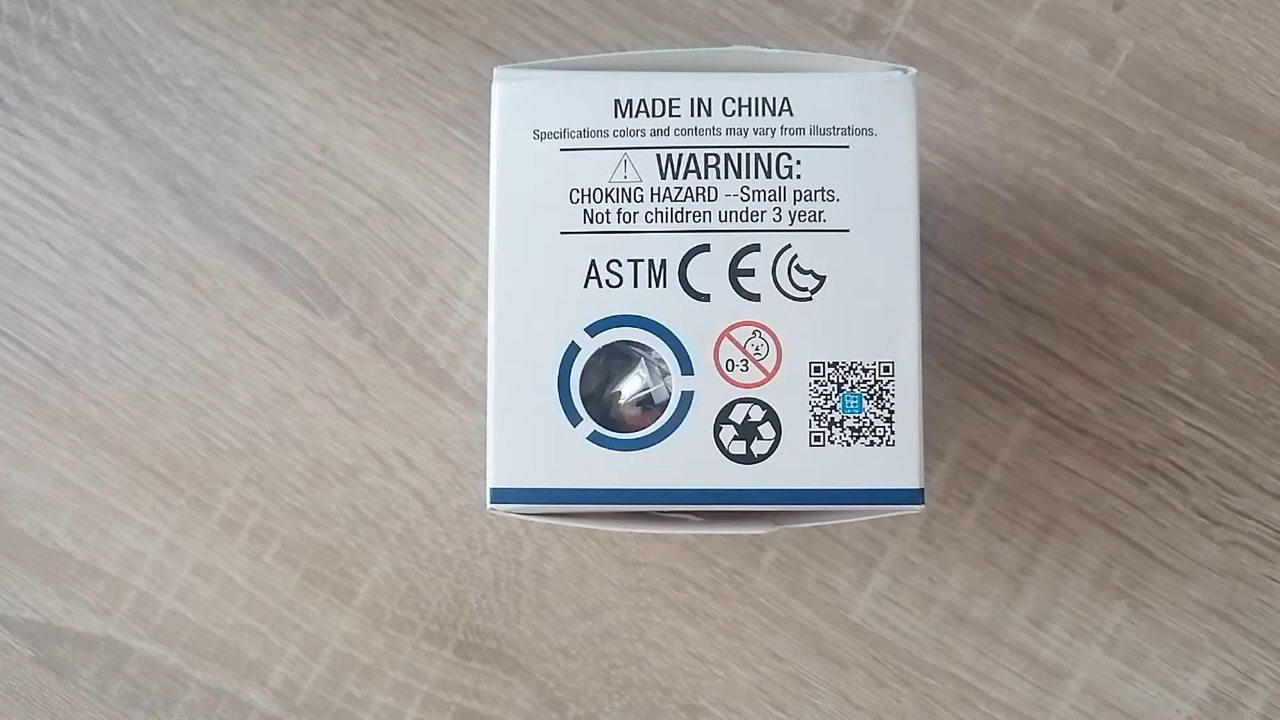 MADE IN CHINA
Specifications colors and contents may vary from illustrations.
WARNING:
CHOKING HAZARD --Small parts.
Not for children under 3 year.
ASTM CE
0-3